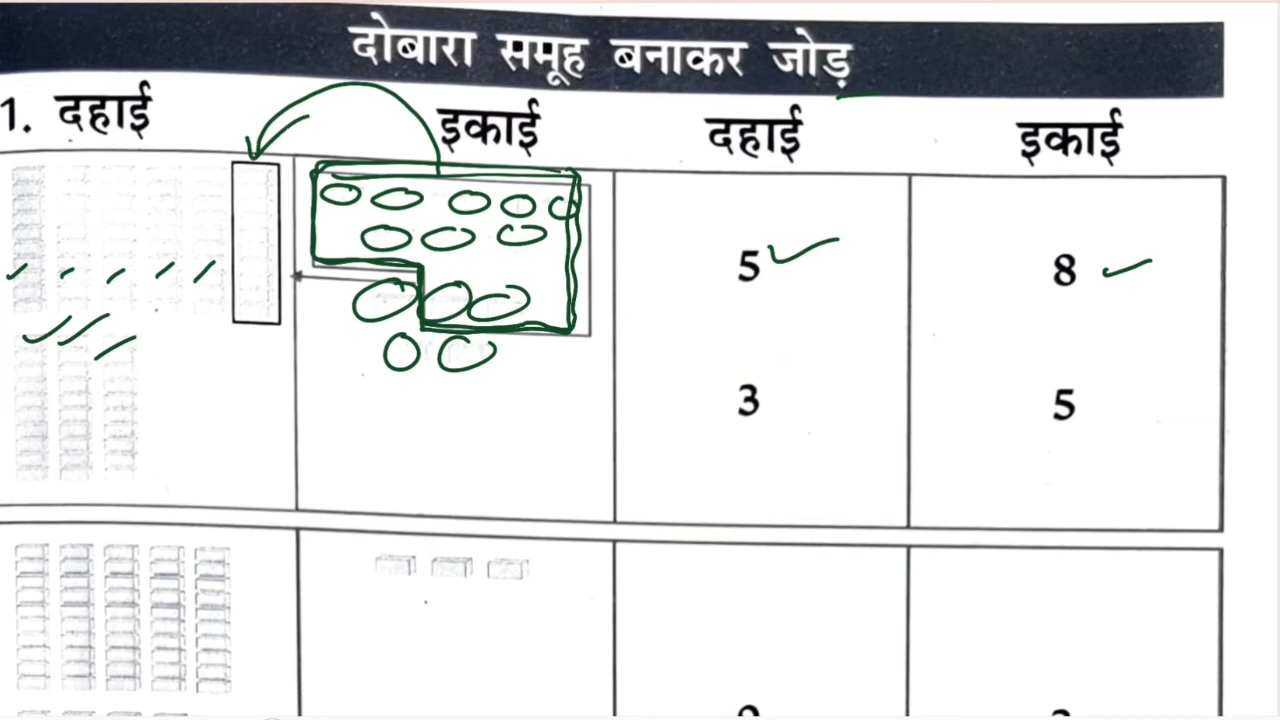 दोबारा समूह बनाकर जोड़
1. दहाई इकाई दहाई इकाई
5 8
3 5